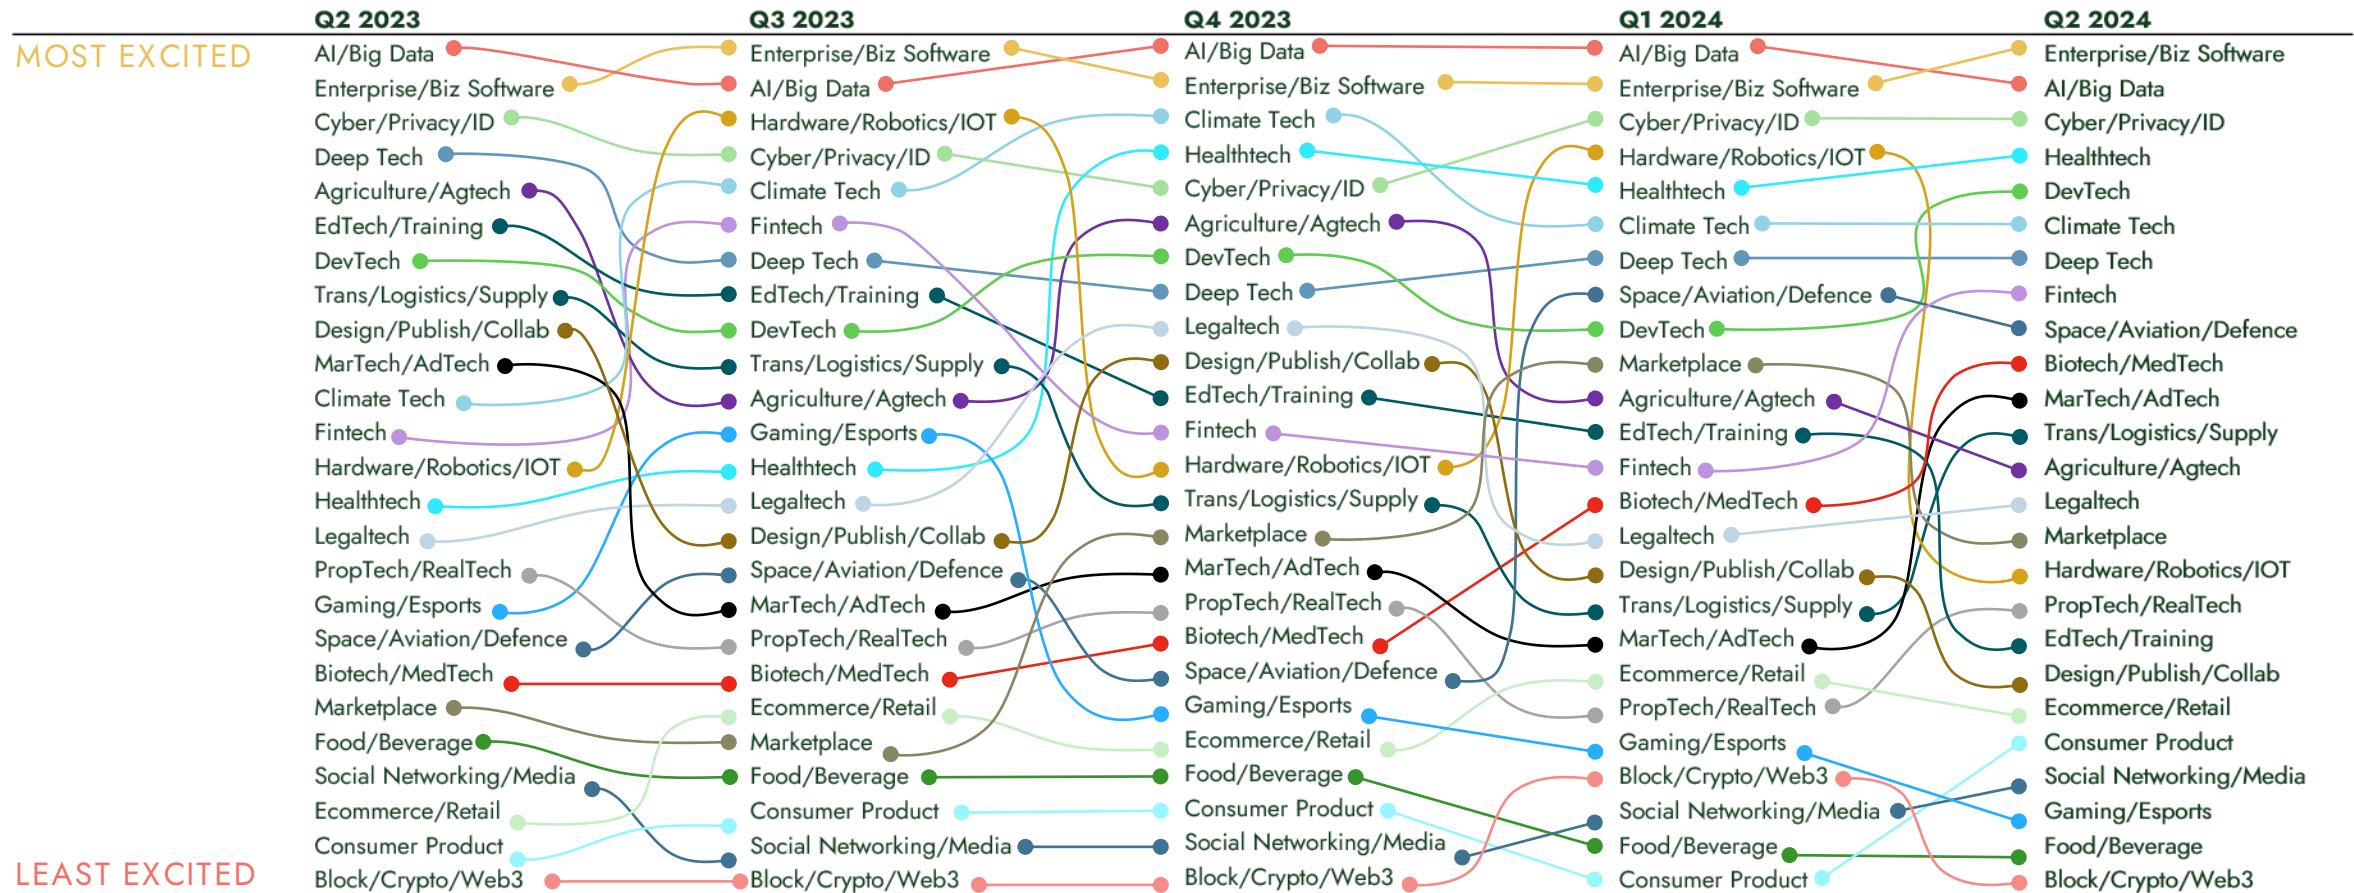 Q2 2023
Q3 2023
Q4 2023
Q1 2024
Q2 2024
MOST EXCITED
LEAST EXCITED
AI/Big Data
Enterprise/Biz Software
Cyber/Privacy/ID
Deep Tech
Agriculture/Agtech
EdTech/Training
DevTech
Trans/Logistics/Supply
Design/Publish/Collab
MarTech/AdTech
Climate Tech
Fintech
Hardware/Robotics/IOT
Healthtech
Legaltech
PropTech/RealTech
Gaming/Esports
Space/Aviation/Defence
Biotech/MedTech
Marketplace
Food/Beverage
Social Networking/Media
Ecommerce/Retail
Consumer Product
Block/Crypto/Web3
Enterprise/Biz Software
AI/Big Data
Hardware/Robotics/IOT
Cyber/Privacy/ID
Climate Tech
Fintech
Deep Tech
EdTech/Training
DevTech
Trans/Logistics/Supply
Agriculture/Agtech
Gaming/Esports
Healthtech
Legaltech
Design/Publish/Collab
Space/Aviation/Defence
MarTech/AdTech
PropTech/RealTech
Biotech/MedTech
Ecommerce/Retail
Marketplace
Food/Beverage
Consumer Product
Social Networking/Media
Block/Crypto/Web3
AI/Big Data
Enterprise/Biz Software
Climate Tech
Healthtech
Cyber/Privacy/ID
Agriculture/Agtech
DevTech
Deep Tech
Legaltech
Design/Publish/Collab
EdTech/Training
Fintech
Hardware/Robotics/IOT
Trans/Logistics/Supply
Marketplace
MarTech/AdTech
PropTech/RealTech
Biotech/MedTech
Space/Aviation/Defence
Gaming/Esports
Ecommerce/Retail
Food/Beverage
Consumer Product
Social Networking/Media
Block/Crypto/Web3
AI/Big Data
Enterprise/Biz Software
Cyber/Privacy/ID
Hardware/Robotics/IOT
Healthtech
Climate Tech
Deep Tech
Space/Aviation/Defence
DevTech
Marketplace
Agriculture/Agtech
EdTech/Training
Fintech
Biotech/MedTech
Legaltech
Design/Publish/Collab
Trans/Logistics/Supply
MarTech/AdTech
Ecommerce/Retail
PropTech/RealTech
Gaming/Esports
Block/Crypto/Web3
Social Networking/Media
Food/Beverage
Consumer Product
Enterprise/Biz Software
AI/Big Data
Cyber/Privacy/ID
Healthtech
DevTech
Climate Tech
Deep Tech
Fintech
Space/Aviation/Defence
Biotech/MedTech
MarTech/AdTech
Trans/Logistics/Supply
Agriculture/Agtech
Legaltech
Marketplace
Hardware/Robotics/IOT
PropTech/RealTech
EdTech/Training
Design/Publish/Collab
Ecommerce/Retail
Consumer Product
Social Networking/Media
Gaming/Esports
Food/Beverage
Block/Crypto/Web3